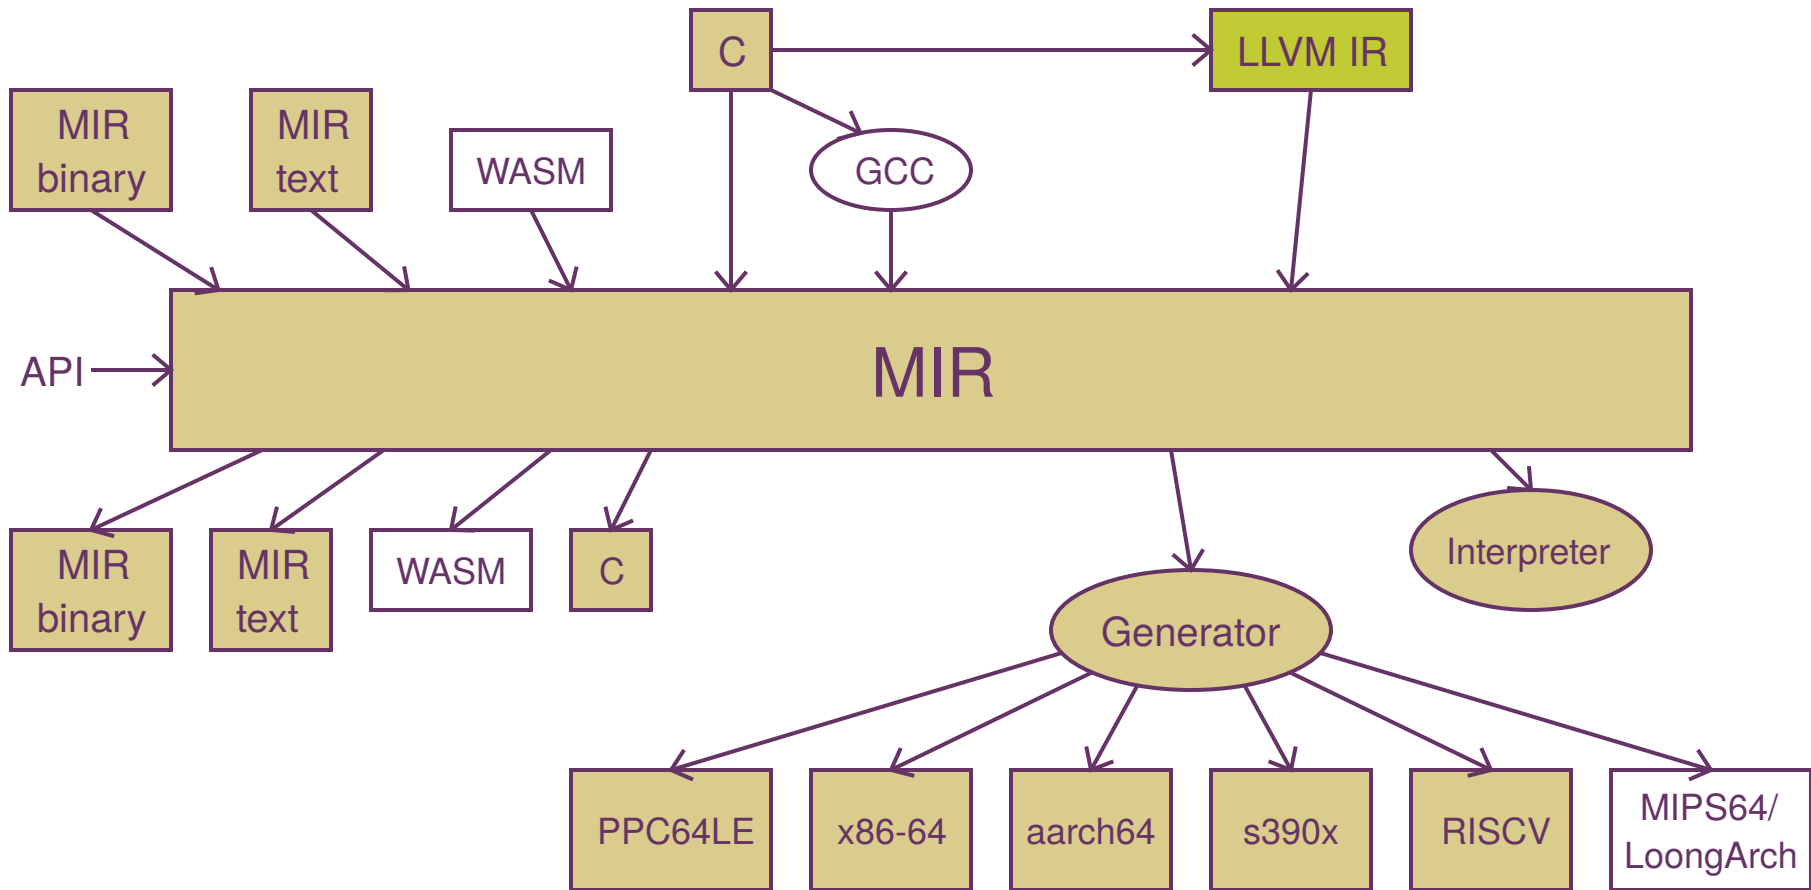 C
LLVM IR
MIR
binary
MIR
text
WASM
GCC
API
MIR
MIR
binary
MIR
text
WASM
C
Interpreter
Generator
PPC64LE
x86-64
aarch64
s390x
RISCV
MIPS64/
LoongArch